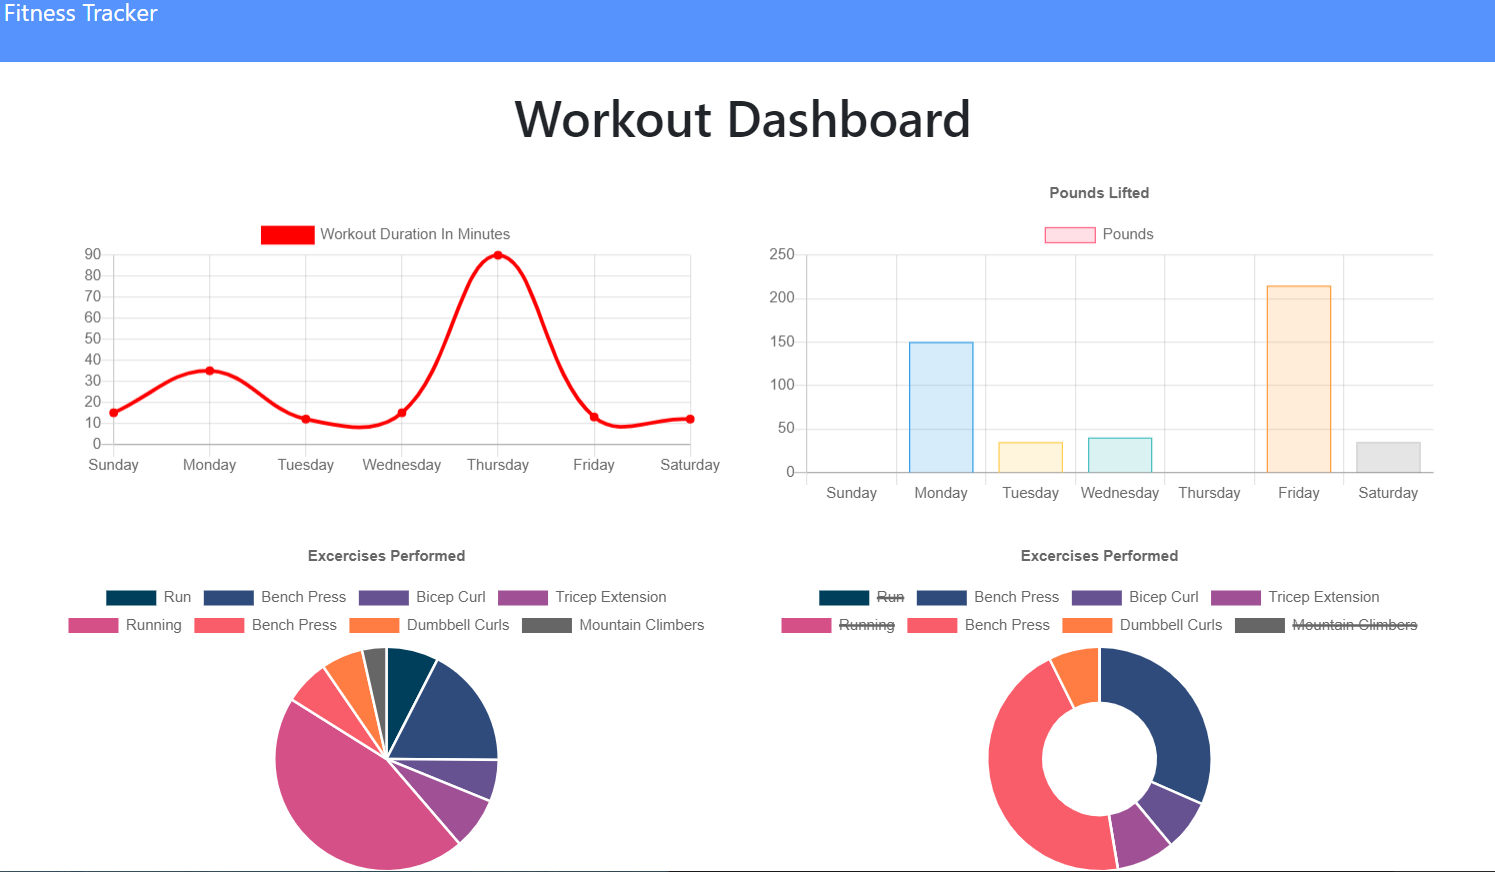 Fitness Tracker
Workout Dashboard
Workout Duration In Minutes
90
80
70
60
50
40
30
20
10
0
Sunday Monday Tuesday Wednesday Thursday Friday Saturday
Pounds Lifted
Pounds
250
200
150
100
50
0
Sunday Monday Tuesday Wednesday Thursday Friday Saturday
Excercises Performed
Run Bench Press Bicep Curl Tricep Extension
Running Bench Press Dumbbell Curls Mountain Climbers
Excercises Performed
Run Bench Press Bicep Curl Tricep Extension
Running Bench Press Dumbbell Curls Mountain Climbers